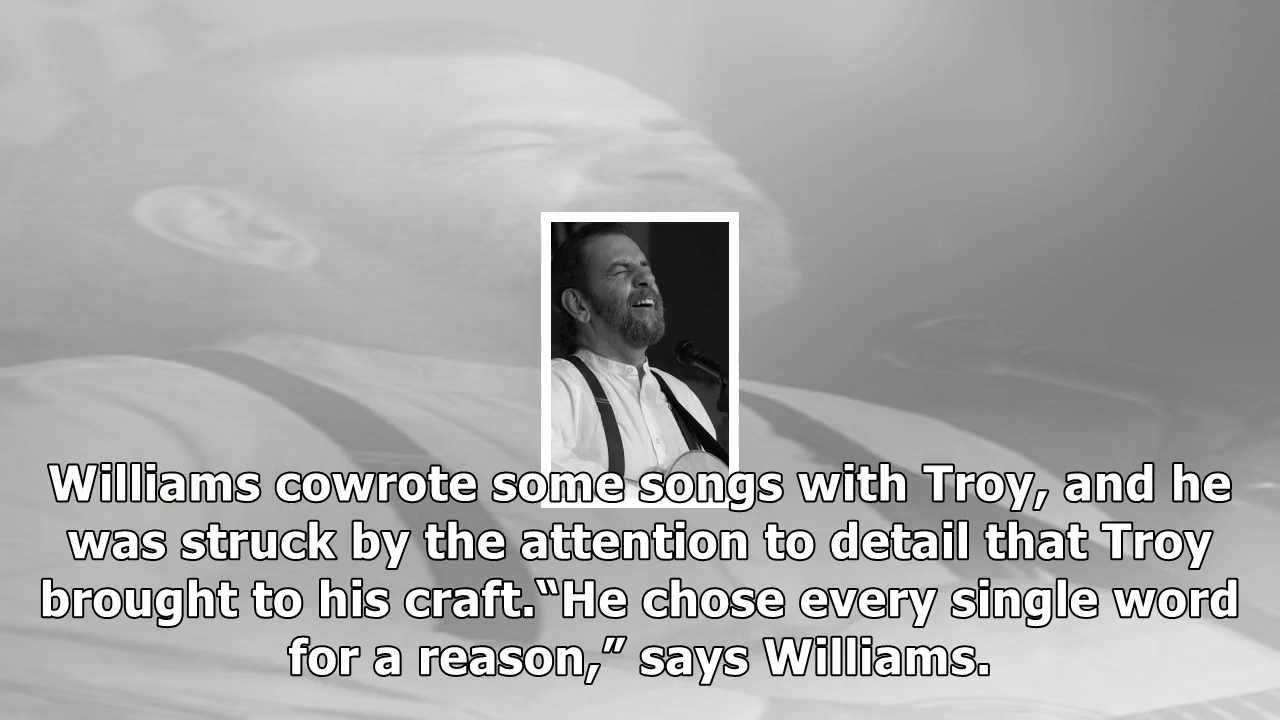 Williams cowrote some songs with Troy, and he
was struck by the attention to detail that Troy
brought to his craft.“He chose every single word
for a reason,” says Williams.